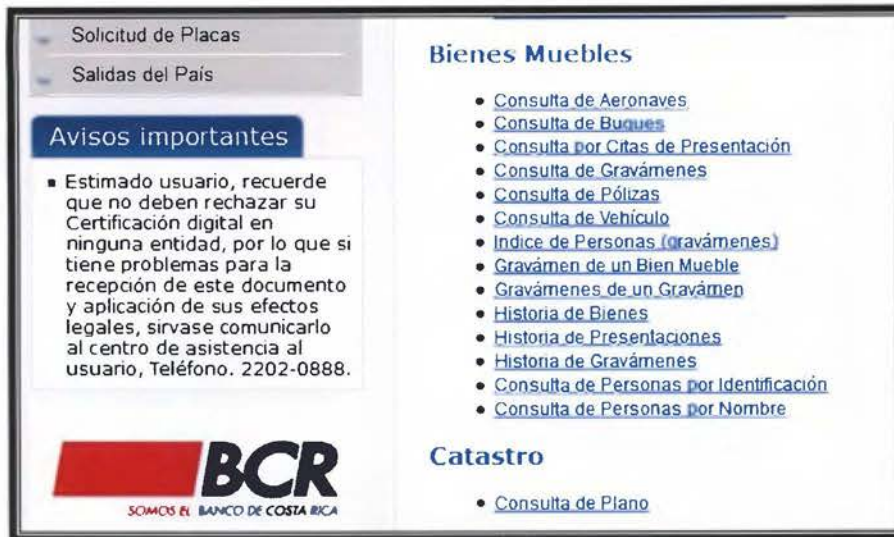 Solicitud de Placas
Salidas del País
Avisos importantes
Estimado usuario, recuerde
que no deben rechazar su
Certificación digital en
ninguna entidad, por lo que si
tiene problemas para la
recepción de este documento
y aplicación de sus efectos
legales, sirvase comunicarlo
al centro de asistencia al
usuario, Teléfono. 2202-0888.
BCR
SOMOS EL BANCO DE COSTA RICA
Bienes Muebles
Consulta de Aeronaves
Consulta de Buques
Consulta por Citas de Presentación
Consulta de Gravámenes
Consulta de Pólizas
Consulta de Vehículo
Indice de Personas (gravámenes)
Gravámen de un Bien Mueble
Gravámenes de un Gravámen
Historia de Bienes
Historia de Presentaciones
Historia de Gravámenes
Consulta de Personas por Identificación
Consulta de Personas por Nombre
Catastro
Consulta de Plano